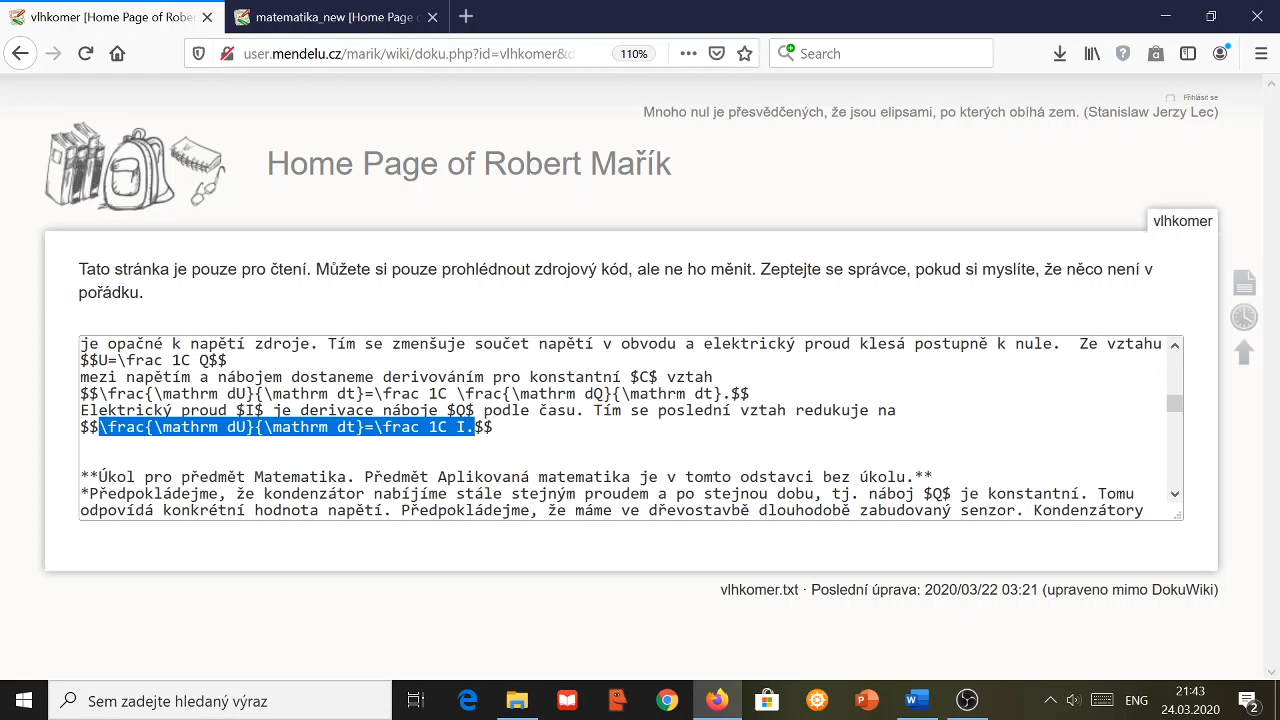 vlhkomer [Home Page of Rober
matematika_new [Home Page o
user.mendelu.cz/marik/wiki/doku.php?id=vlhkomer&d
110%
Search
Přihlásit se
Mnoho nul je přesvědčených, že jsou elipsami, po kterých obíhá zem. (Stanislaw Jerzy Lec)
Home Page of Robert Mařík
vlhkomer
Tato stránka je pouze pro čtení. Můžete si pouze prohlédnout zdrojový kód, ale ne ho měnit. Zeptejte se správce, pokud si myslíte, že něco není v
pořádku.
je opačné k napětí zdroje. Tím se zmenšuje součet napětí v obvodu a elektrický proud klesá postupně k nule.  Ze vztahu
$$U=\frac 1C Q$$
mezi napětím a nábojem dostaneme derivováním pro konstantní $C$ vztah
$$\frac{\mathrm dU}{\mathrm dt}=\frac 1C \frac{\mathrm dQ}{\mathrm dt}.$$
Elektrický proud $I$ je derivace náboje $Q$ podle času. Tím se poslední vztah redukuje na
$$\frac{\mathrm dU}{\mathrm dt}=\frac 1C I.$$
**Úkol pro předmět Matematika. Předmět Aplikovaná matematika je v tomto odstavci bez úkolu.**
*Předpokládejme, že kondenzátor nabíjíme stále stejným proudem a po stejnou dobu, tj. náboj $Q$ je konstantní. Tomu
odpovídá konkrétní hodnota napětí. Předpokládejme, že máme ve dřevostavbě dlouhodobě zabudovaný senzor. Kondenzátory
vlhkomer.txt · Poslední úprava: 2020/03/22 03:21 (upraveno mimo DokuWiki)
Sem zadejte hledaný výraz
ENG
21:43
24.03.2020
2